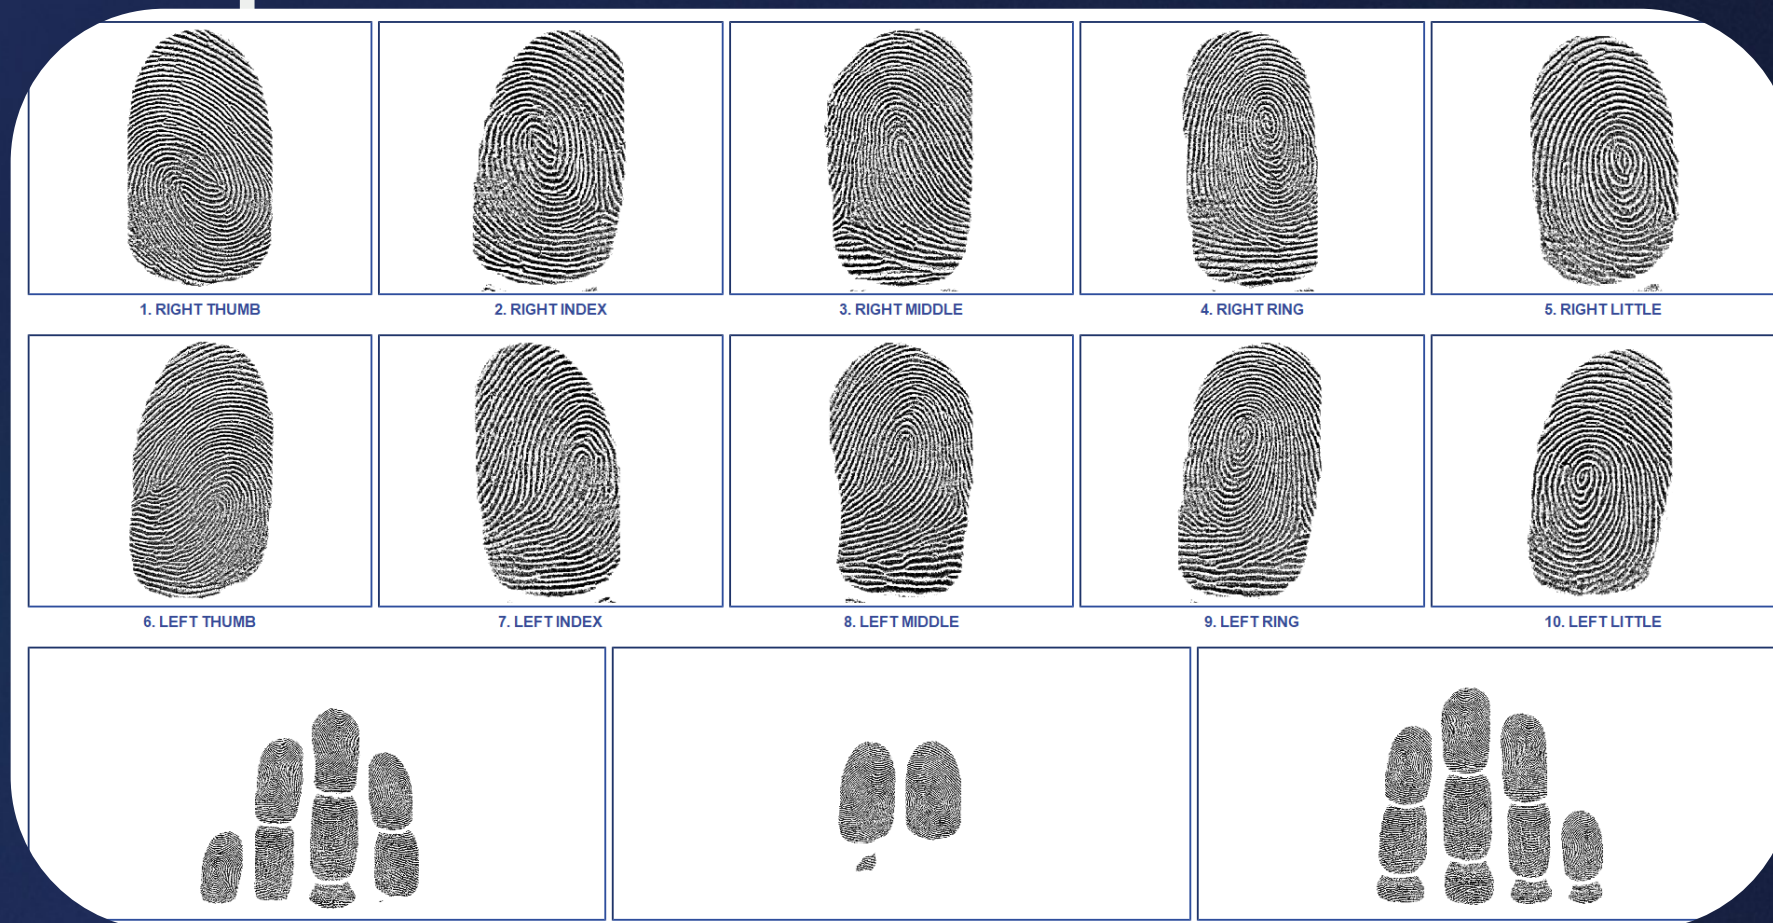 1. RIGHT THUMB
2. RIGHT INDEX
3. RIGHT MIDDLE
4. RIGHT RING
5. RIGHT LITTLE
6. LEFT THUMB
7. LEFT INDEX
8. LEFT MIDDLE
9. LEFT RING
10. LEFT LITTLE